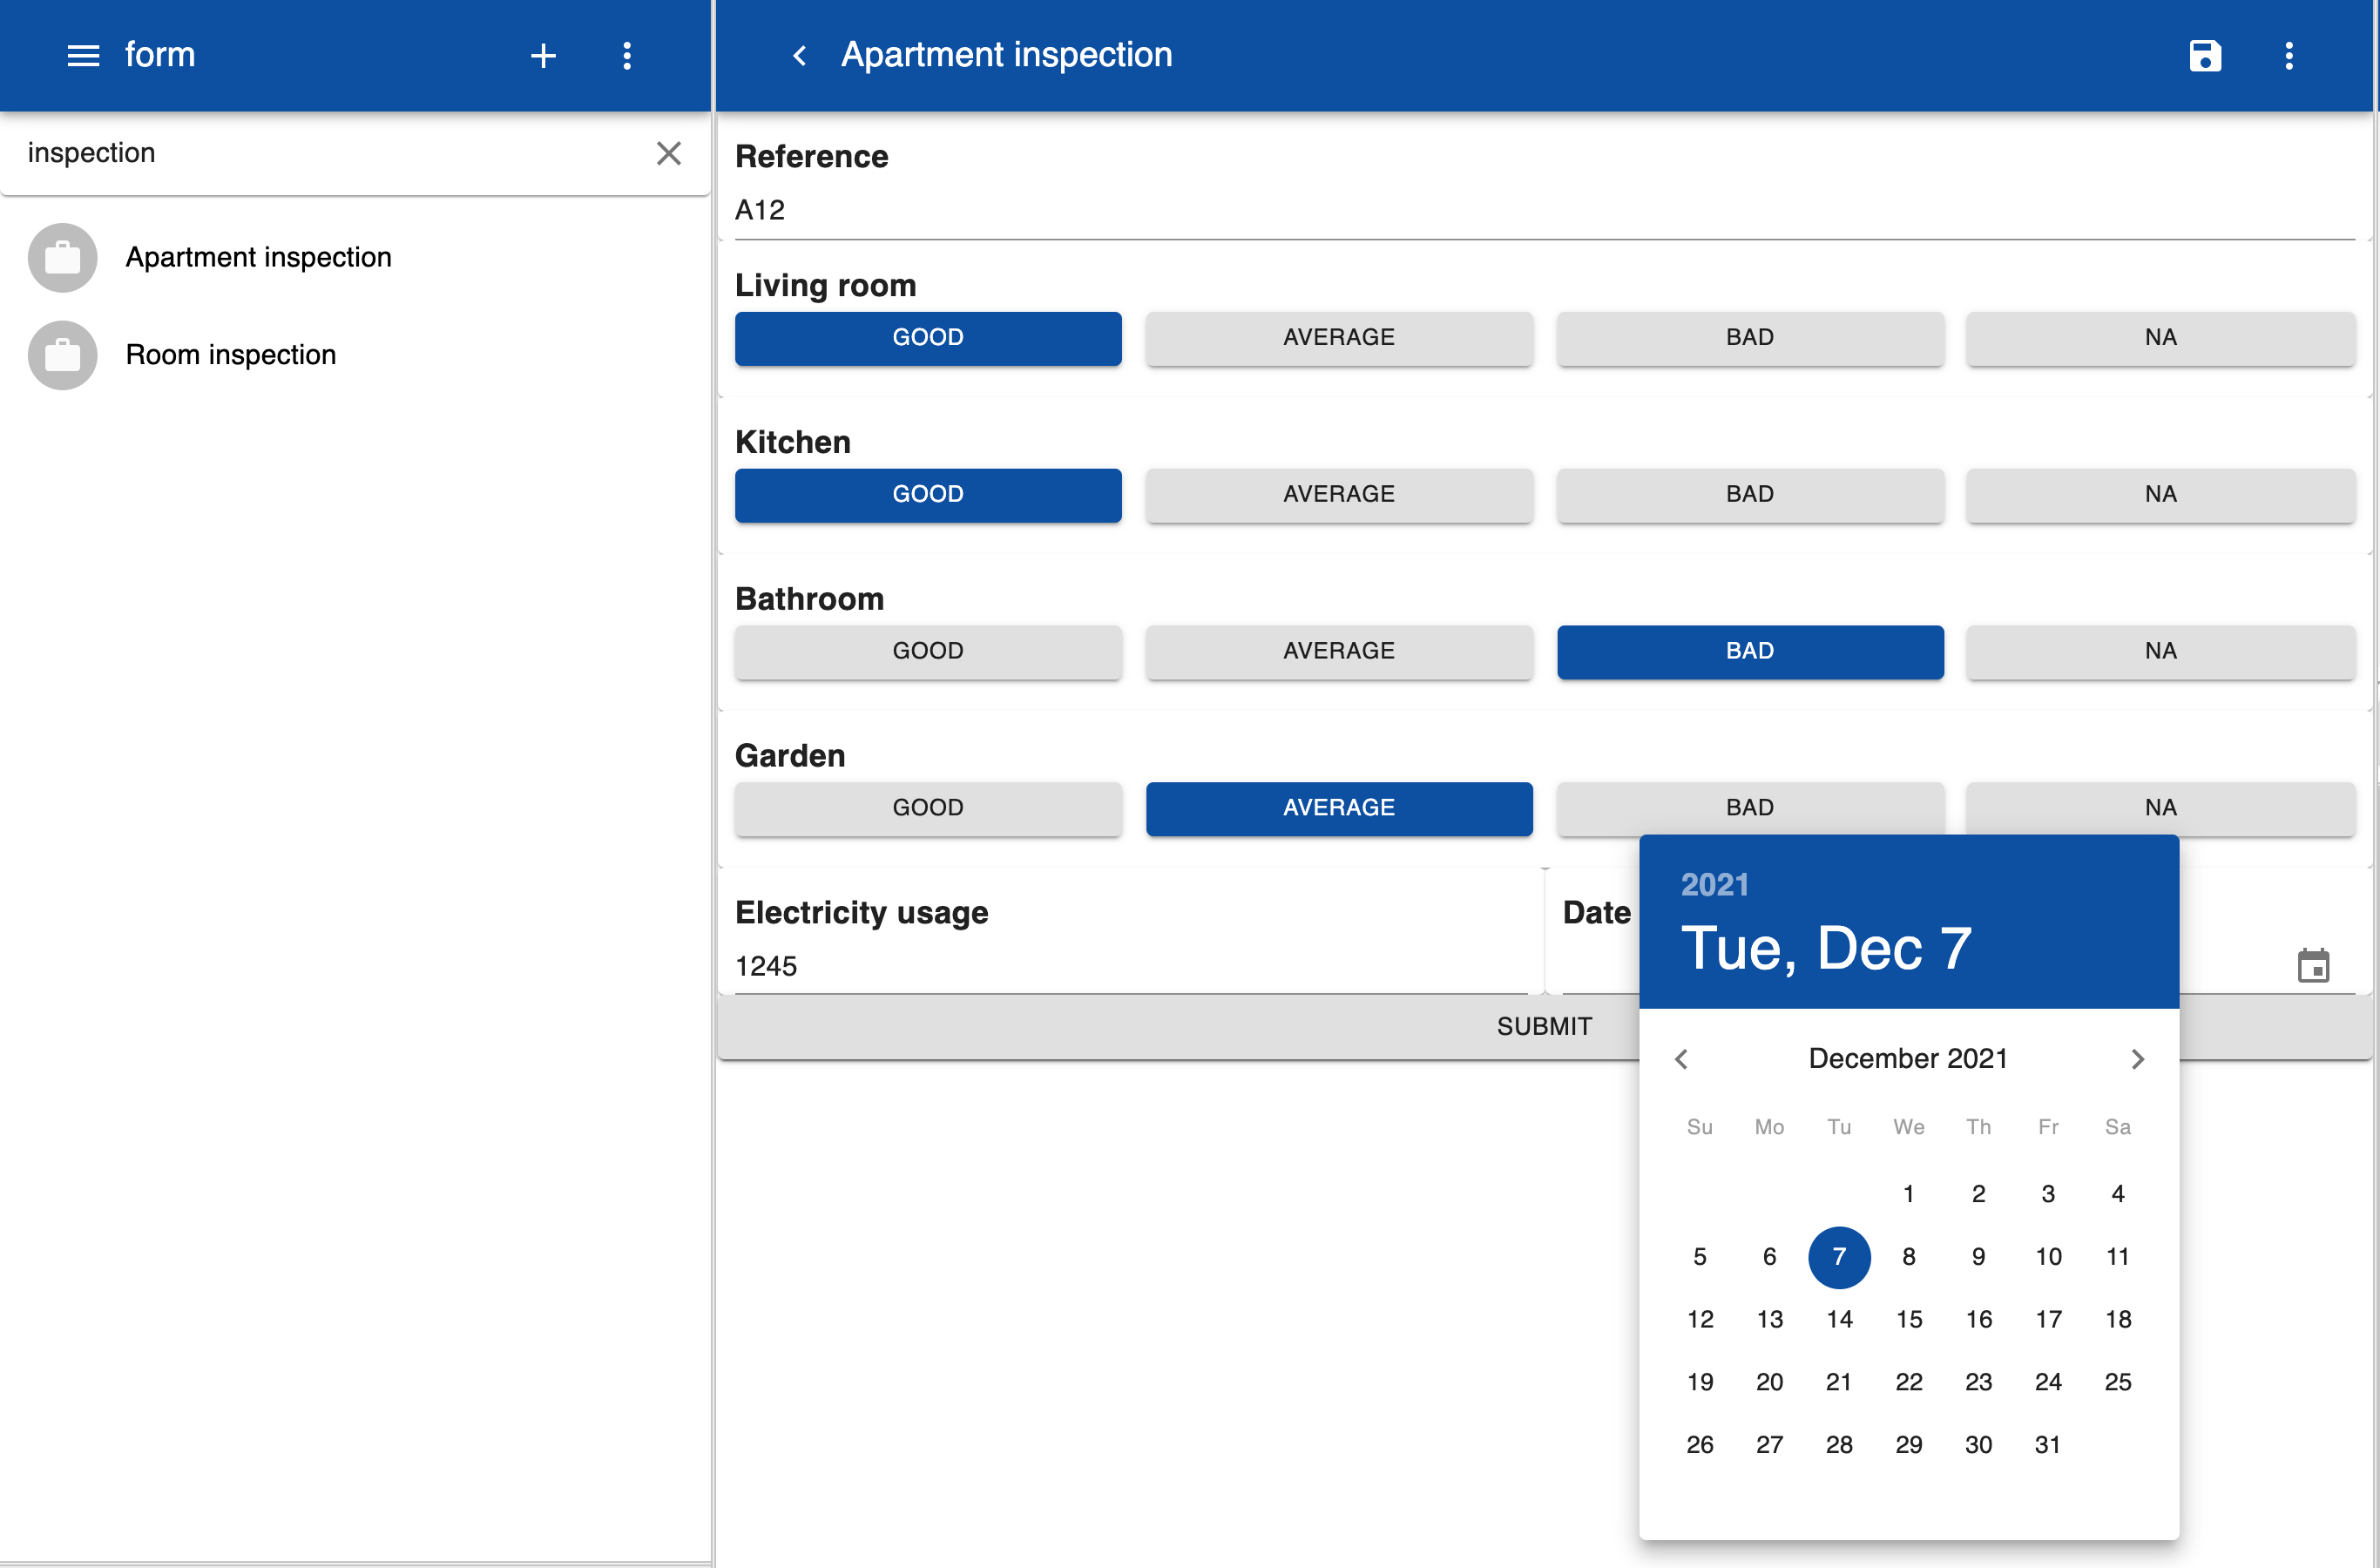 form
inspection
Apartment inspection
Room inspection
Apartment inspection
Reference
A12
Living room
GOOD AVERAGE BAD NA
Kitchen
GOOD AVERAGE BAD NA
Bathroom
GOOD AVERAGE BAD NA
Garden
GOOD AVERAGE BAD NA
Electricity usage
1245
Date
SUBMIT
2021
Tue, Dec 7
December 2021
Su Mo Tu We Th Fr Sa
1 2 3 4
5 6 7 8 9 10 11
12 13 14 15 16 17 18
19 20 21 22 23 24 25
26 27 28 29 30 31